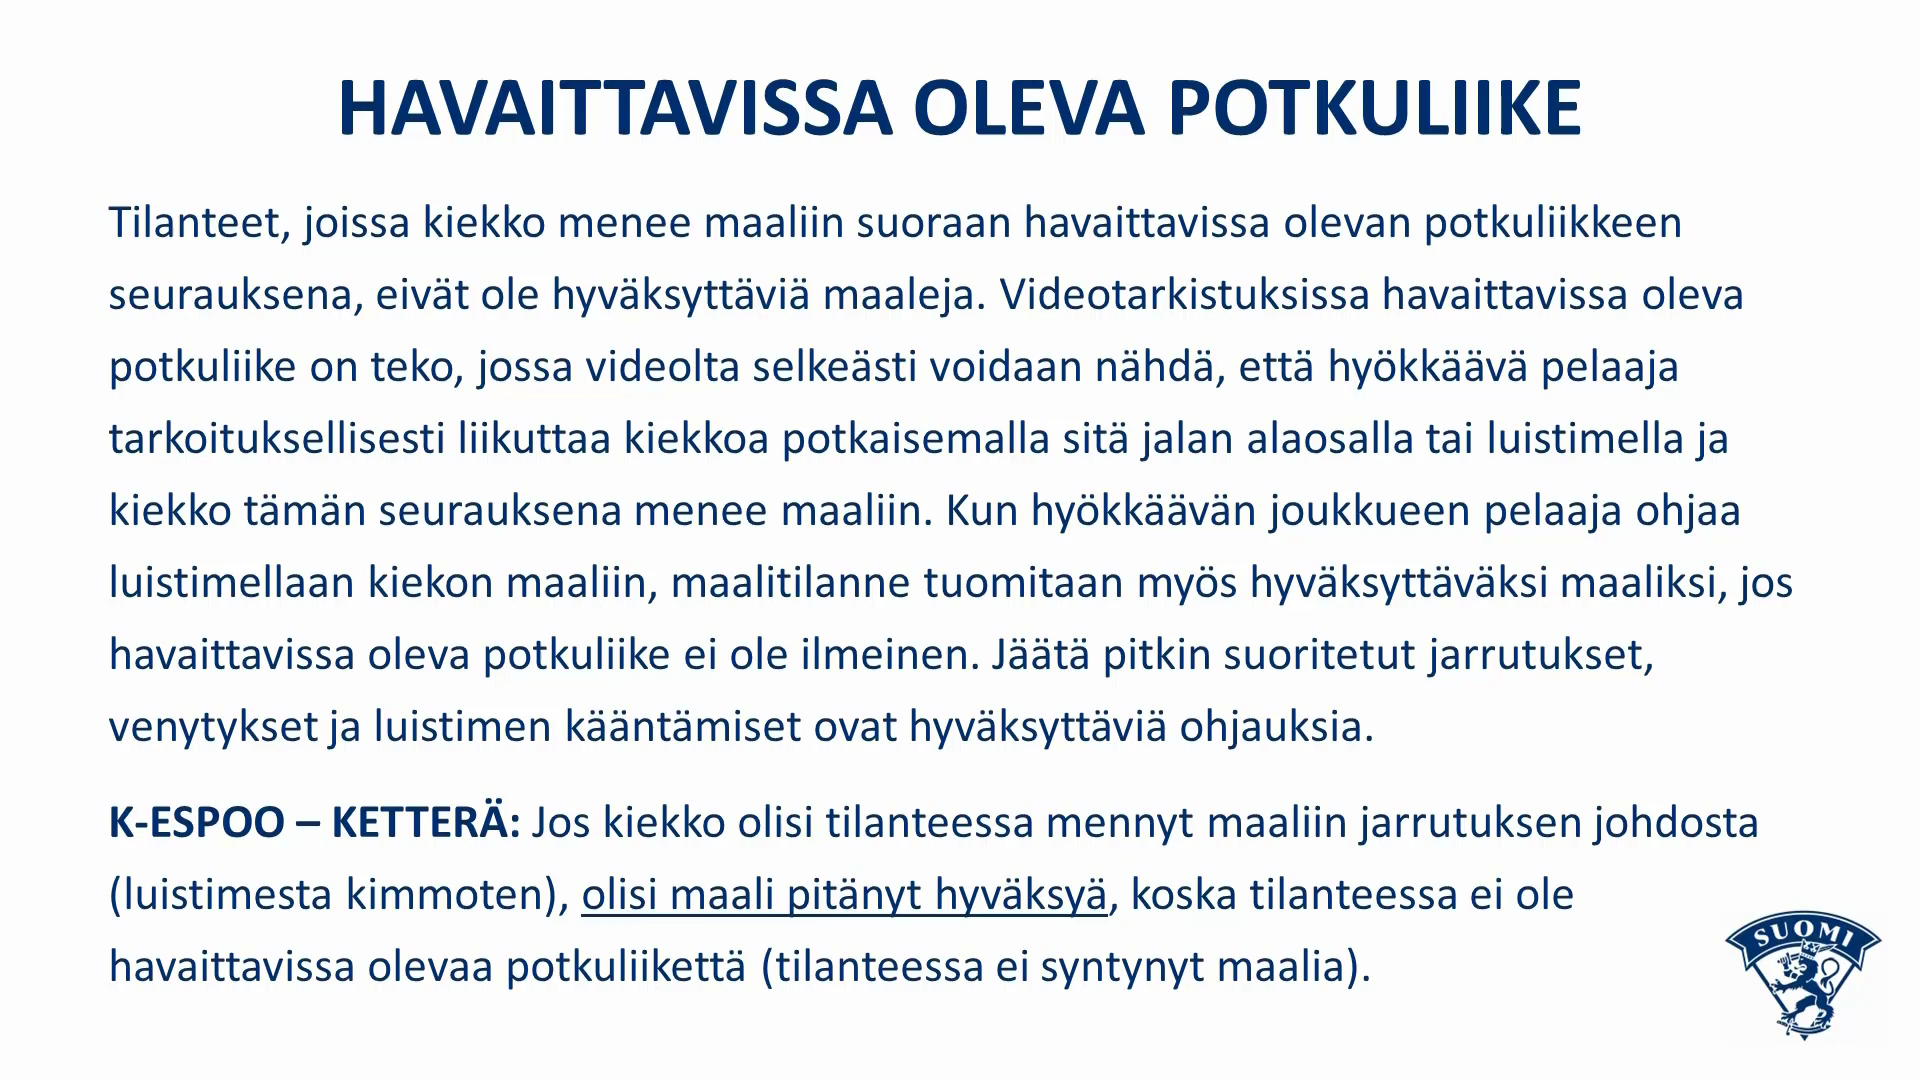 HAVAITTAVISSA OLEVA POTKULIIKE
Tilanteet, joissa kiekko menee maaliin suoraan havaittavissa olevan potkuliikkeen
seurauksena, eivät ole hyväksyttäviä maaleja. Videotarkistuksissa havaittavissa oleva
potkuliike on teko, jossa videolta selkeästi voidaan nähdä, että hyökkäävä pelaaja
tarkoituksellisesti liikuttaa kiekkoa potkaisemalla sitä jalan alaosalla tai luistimella ja
kiekko tämän seurauksena menee maaliin. Kun hyökkäävän joukkueen pelaaja ohjaa
luistimellaan kiekon maaliin, maalitilanne tuomitaan myös hyväksyttäväksi maaliksi, jos
havaittavissa oleva potkuliike ei ole ilmeinen. Jäätä pitkin suoritetut jarrutukset,
venytykset ja luistimen kääntämiset ovat hyväksyttäviä ohjauksia.
K-ESPOO – KETTERÄ: Jos kiekko olisi tilanteessa mennyt maaliin jarrutuksen johdosta
(luistimesta kimmoten), olisi maali pitänyt hyväksyä, koska tilanteessa ei ole
havaittavissa olevaa potkuliikettä (tilanteessa ei syntynyt maalia).
SUOMI